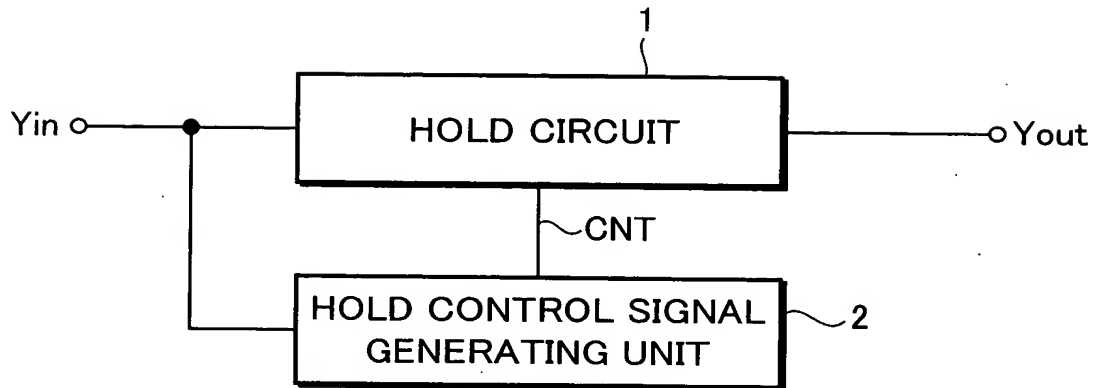 1
Yin
HOLD CIRCUIT
Yout
CNT
HOLD CONTROL SIGNAL
GENERATING UNIT
2